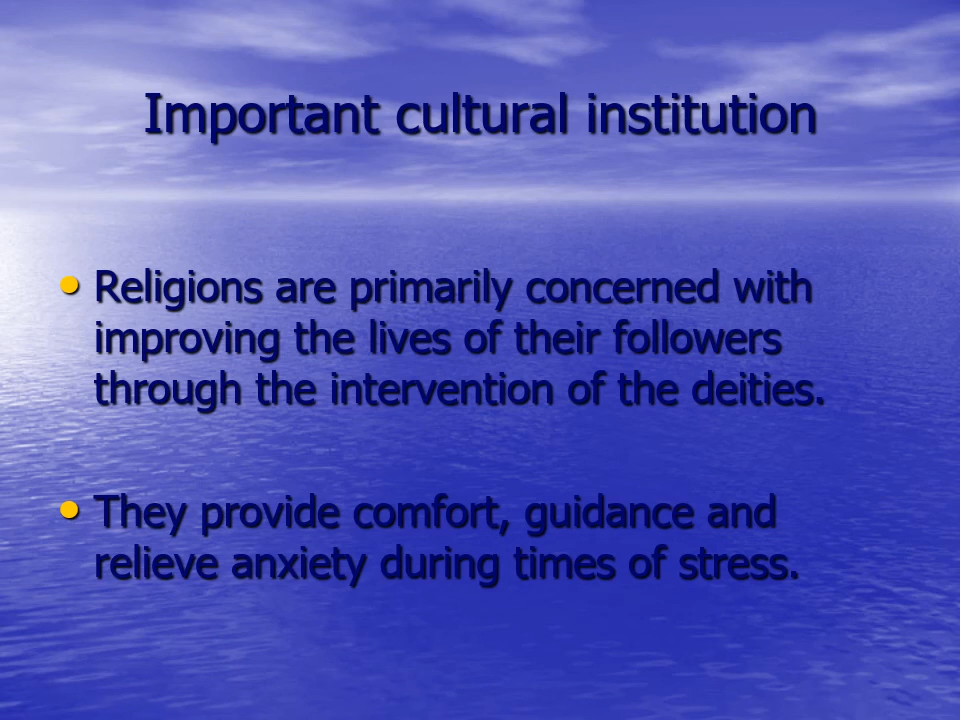 Important cultural institution
• Religions are primarily concerned with
improving the lives of their followers
through the intervention of the deities.
• They provide comfort, guidance and
relieve anxiety during times of stress.